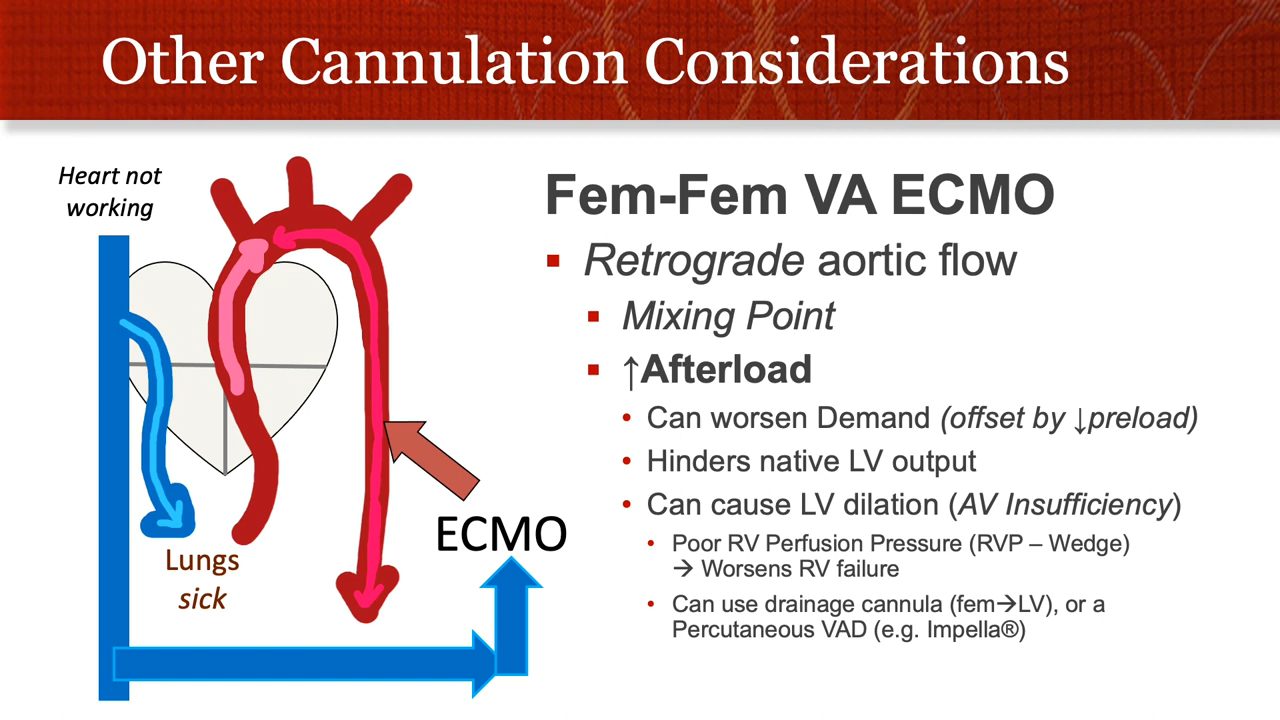 Other Cannulation Considerations
Heart not
working
Lungs
sick
ECMO
Fem-Fem VA ECMO
▪ Retrograde aortic flow
▪ Mixing Point
▪ ↑Afterload
• Can worsen Demand (offset by ↓preload)
• Hinders native LV output
• Can cause LV dilation (AV Insufficiency)
• Poor RV Perfusion Pressure (RVP – Wedge)
→ Worsens RV failure
• Can use drainage cannula (fem→LV), or a
Percutaneous VAD (e.g. Impella®)